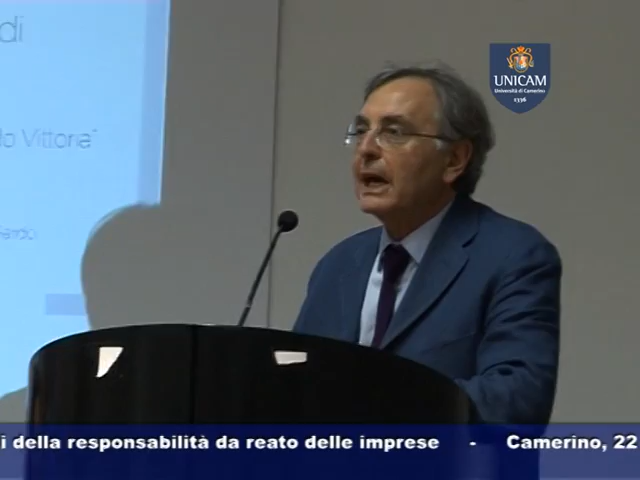 di
UNICAM
Università di Camerino
1336
lo Vittoria"
i della responsabilità da reato delle imprese - Camerino, 22